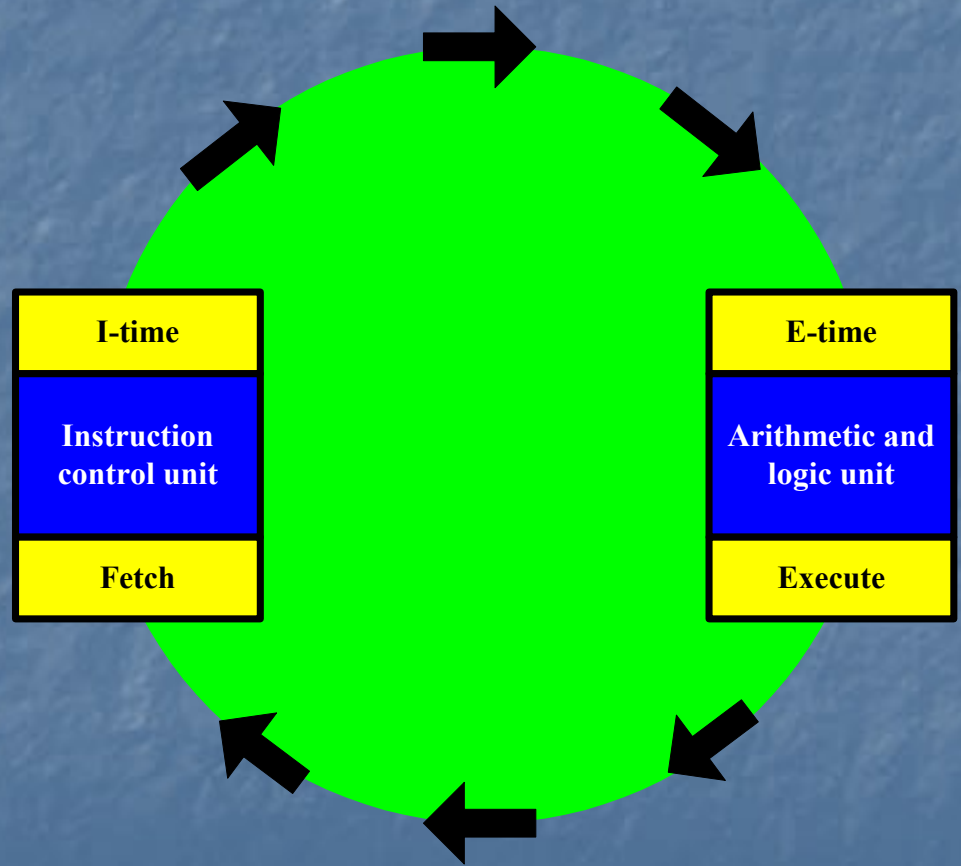 I-time
Instruction
control unit
Fetch
E-time
Arithmetic and
logic unit
Execute